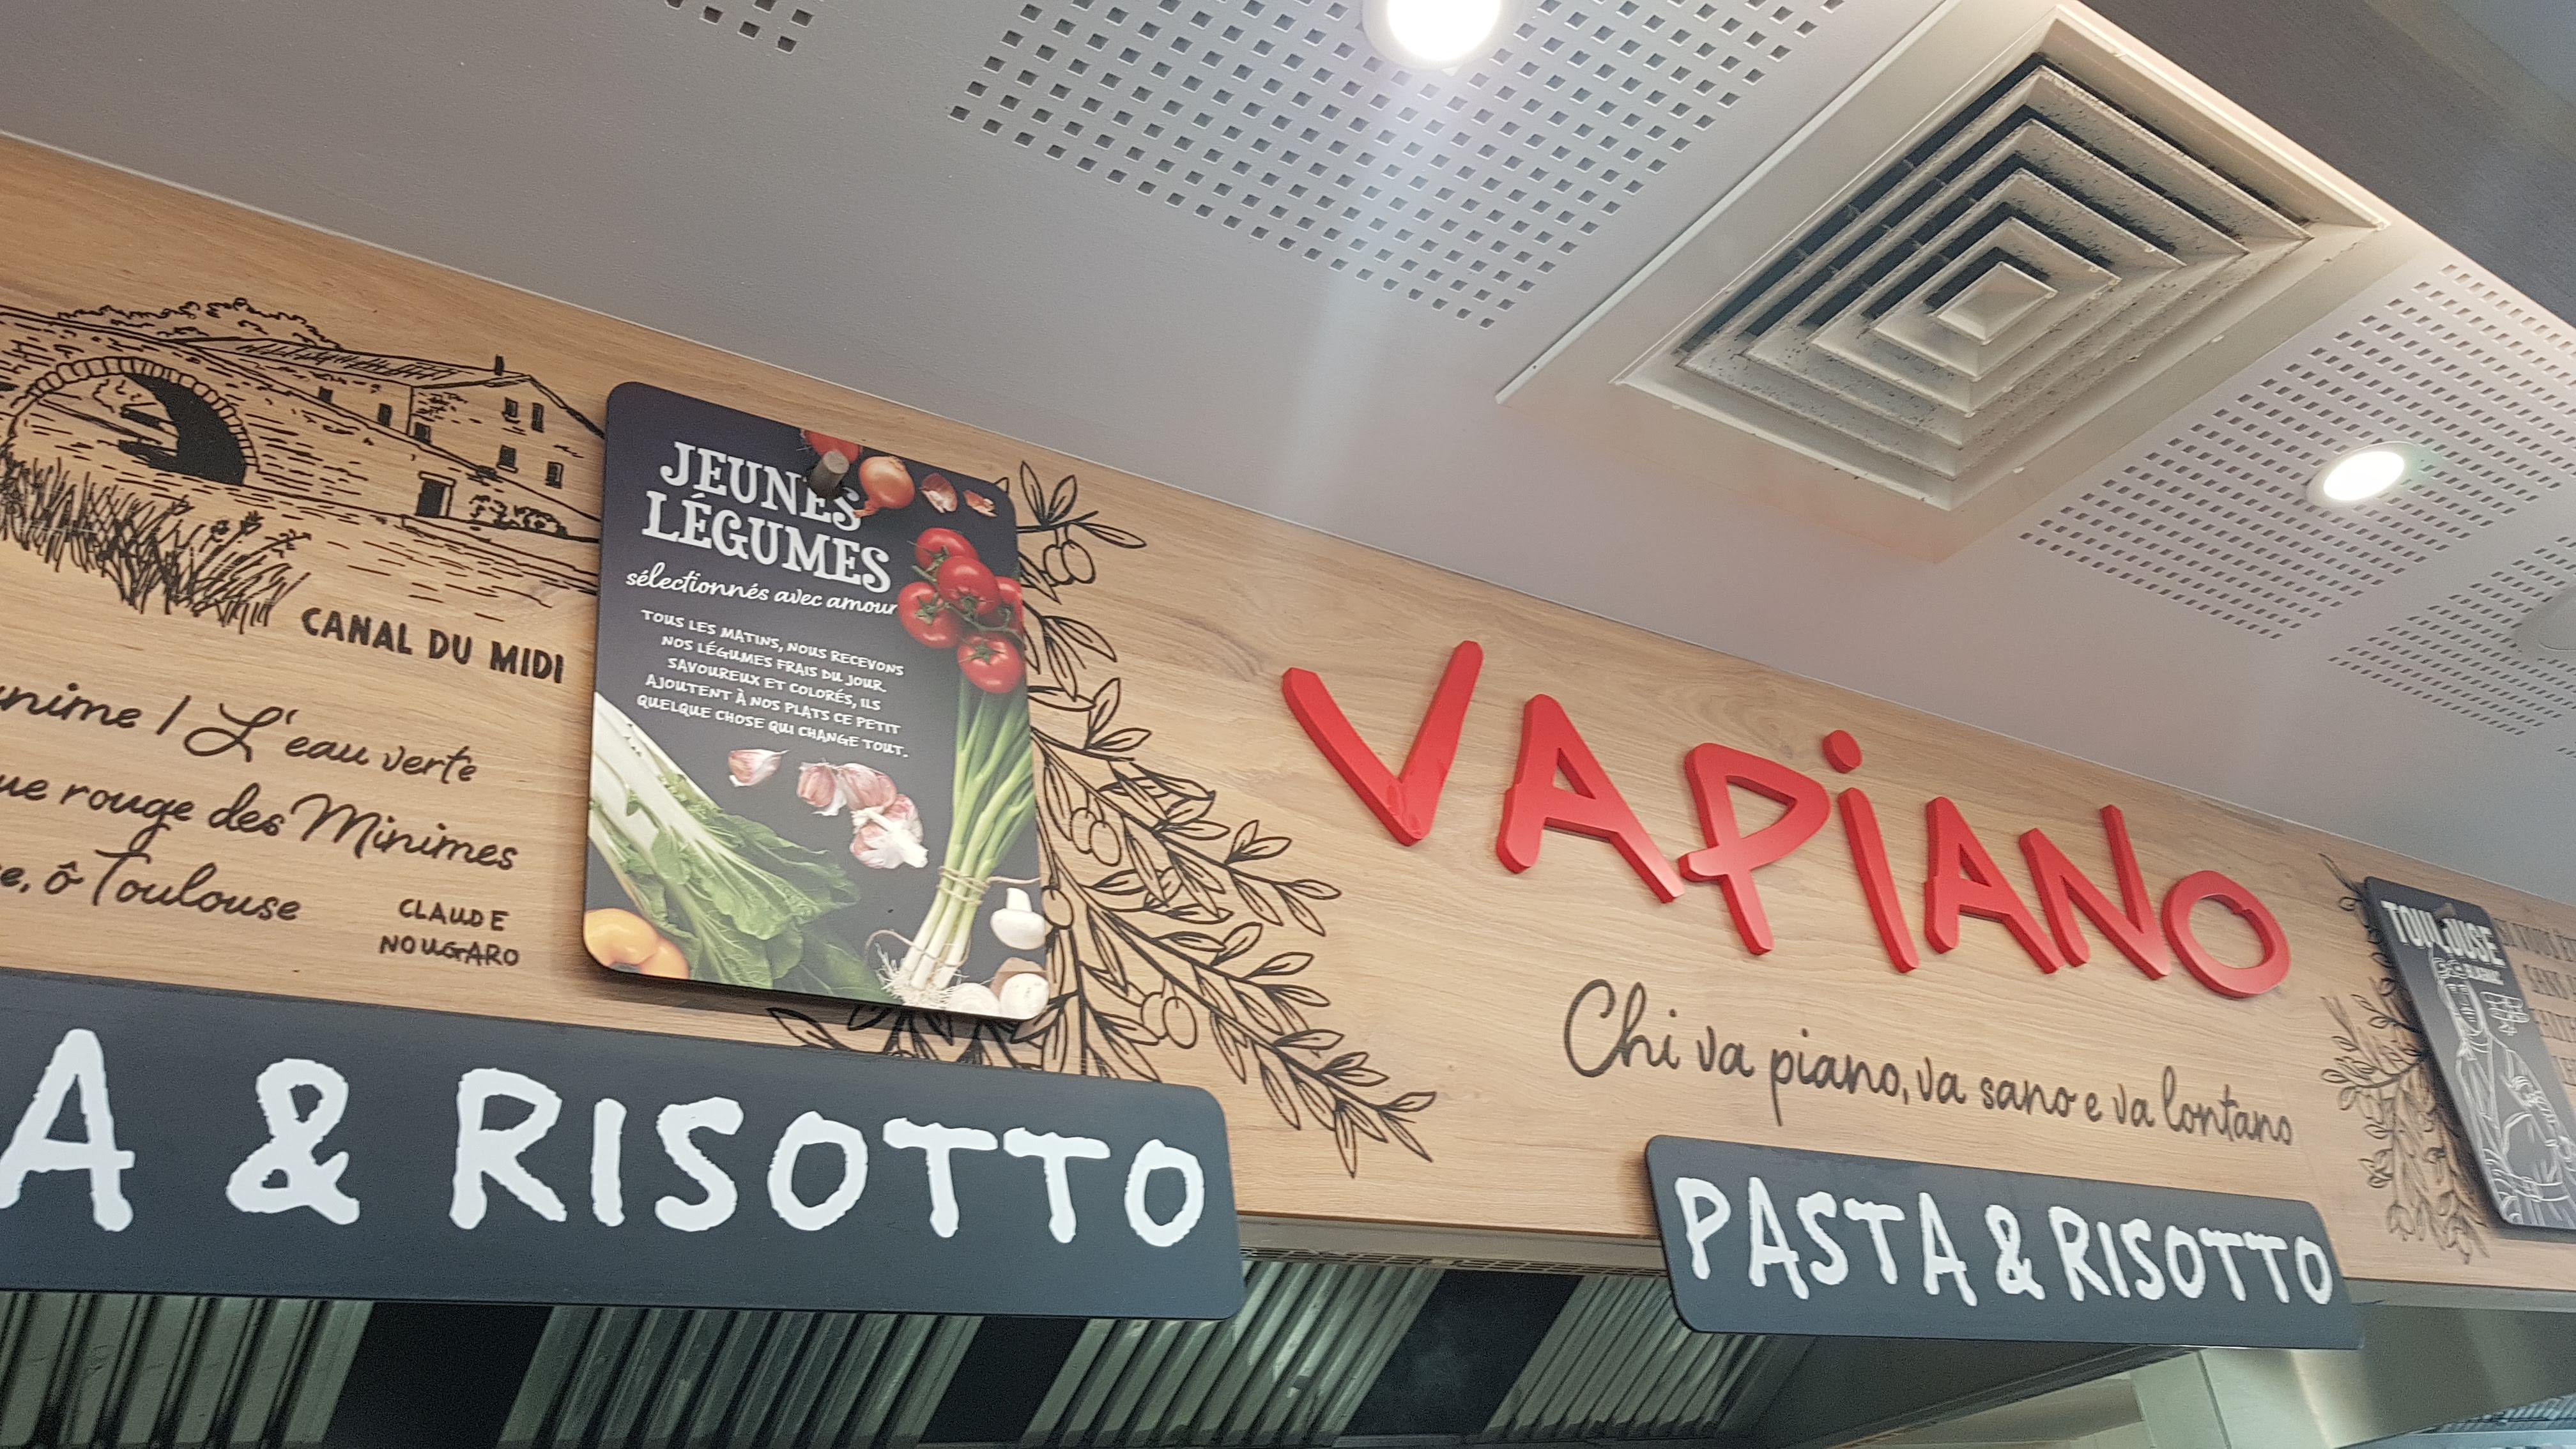 CANAL DU MIDI
/ L'eau verte
rouge des Minimes
ô Toulouse
CLAUDE
NOUGARO
JEUNES
LÉGUMES
sélectionnés avec amour
TOUS LES MATINS, NOUS RECEVONS
NOS LÉGUMES FRAIS DU JOUR.
SAVOUREUX ET COLORÉS, ILS
AJOUTENT À NOS PLATS CE PETIT
QUELQUE CHOSE QUI CHANGE TOUT.
VAPIANO
Chi va piano, va sano e va lontano
TOULOUSE
& RISOTTO
PASTA & RISOTTO